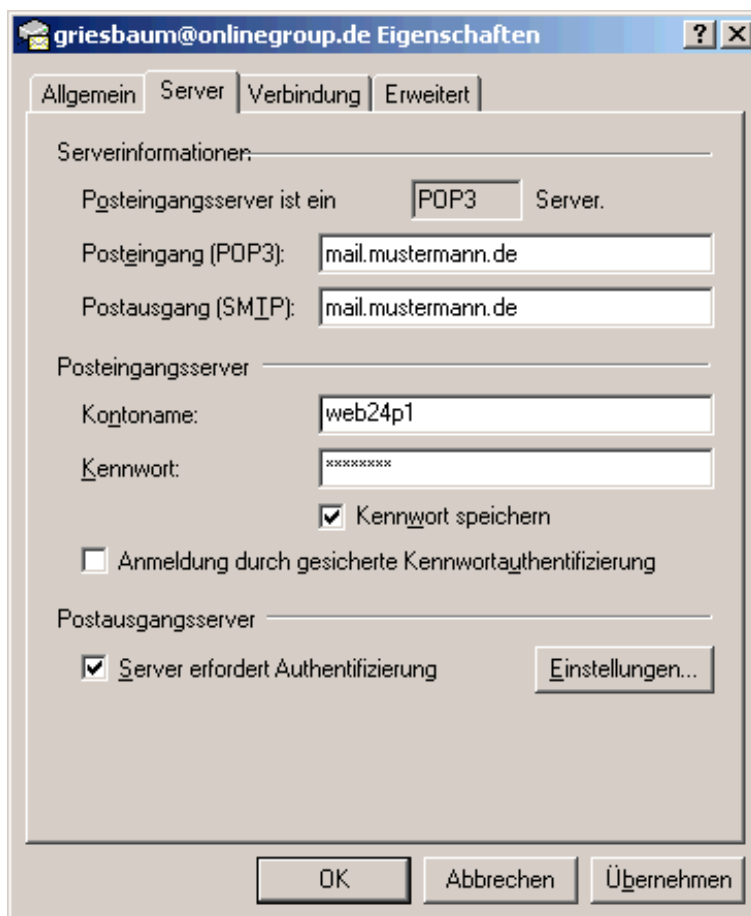 griesbaum@onlinegroup.de Eigenschaften ? X
Allgemein Server Verbindung Erweitert
Serverinformationen
Posteingangsserver ist ein POP3 Server.
Posteingang (POP3): mail.mustermann.de
Postausgang (SMTP): mail.mustermann.de
Posteingangsserver
Kontoname: web24p1
Kennwort: ********
Kennwort speichern
Anmeldung durch gesicherte Kennwortauthentifizierung
Postausgangsserver
Server erfordert Authentifizierung Einstellungen...
OK Abbrechen Übernehmen